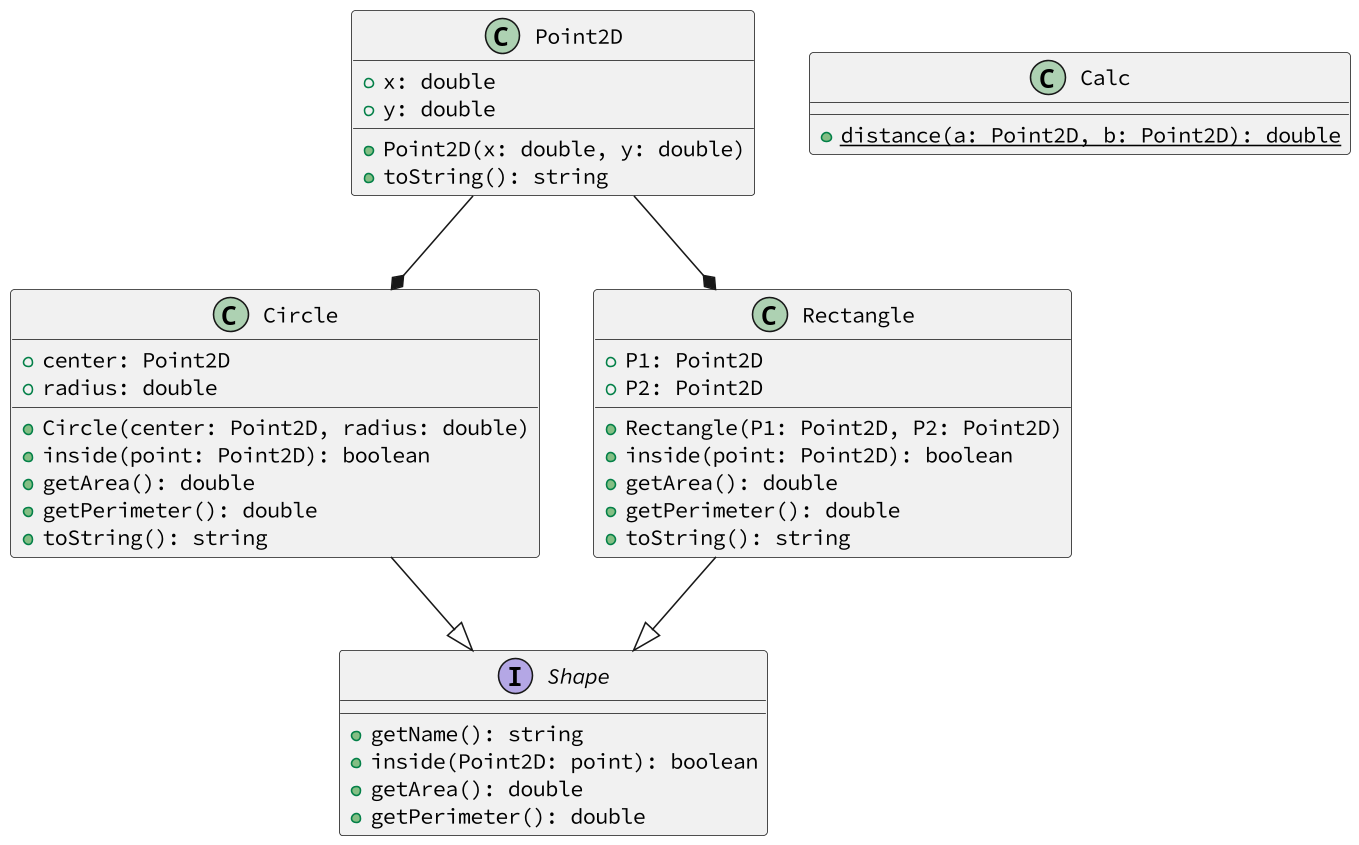 C Point2D
x: double
y: double
Point2D(x: double, y: double)
toString(): string
C Calc
distance(a: Point2D, b: Point2D): double
C Circle
center: Point2D
radius: double
Circle(center: Point2D, radius: double)
inside(point: Point2D): boolean
getArea(): double
getPerimeter(): double
toString(): string
C Rectangle
P1: Point2D
P2: Point2D
Rectangle(P1: Point2D, P2: Point2D)
inside(point: Point2D): boolean
getArea(): double
getPerimeter(): double
toString(): string
I Shape
getName(): string
inside(Point2D: point): boolean
getArea(): double
getPerimeter(): double